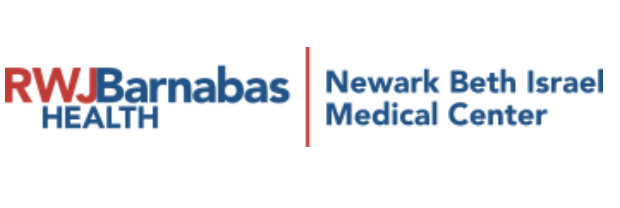 RWJBarnabas
HEALTH
Newark Beth Israel
Medical Center